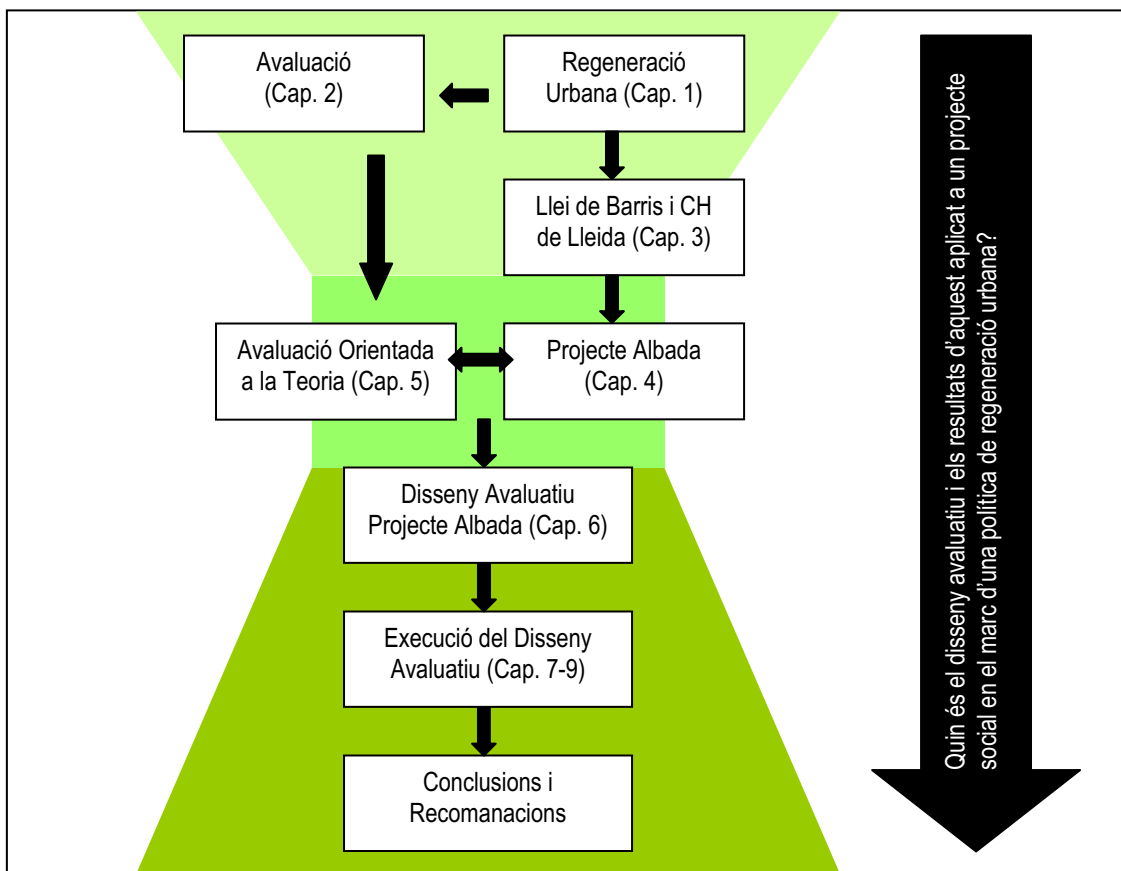 Avaluació
(Cap. 2)
Regeneració
Urbana (Cap. 1)
Llei de Barris i CH
de Lleida (Cap. 3)
Avaluació Orientada
a la Teoria (Cap. 5)
Projecte Albada
(Cap. 4)
Disseny Avaluatiu
Projecte Albada (Cap. 6)
Execució del Disseny
Avaluatiu (Cap. 7-9)
Conclusions i
Recomanacions
Quin és el disseny avaluatiu i els resultats d'aquest aplicat a un projecte
social en el marc d'una política de regeneració urbana?